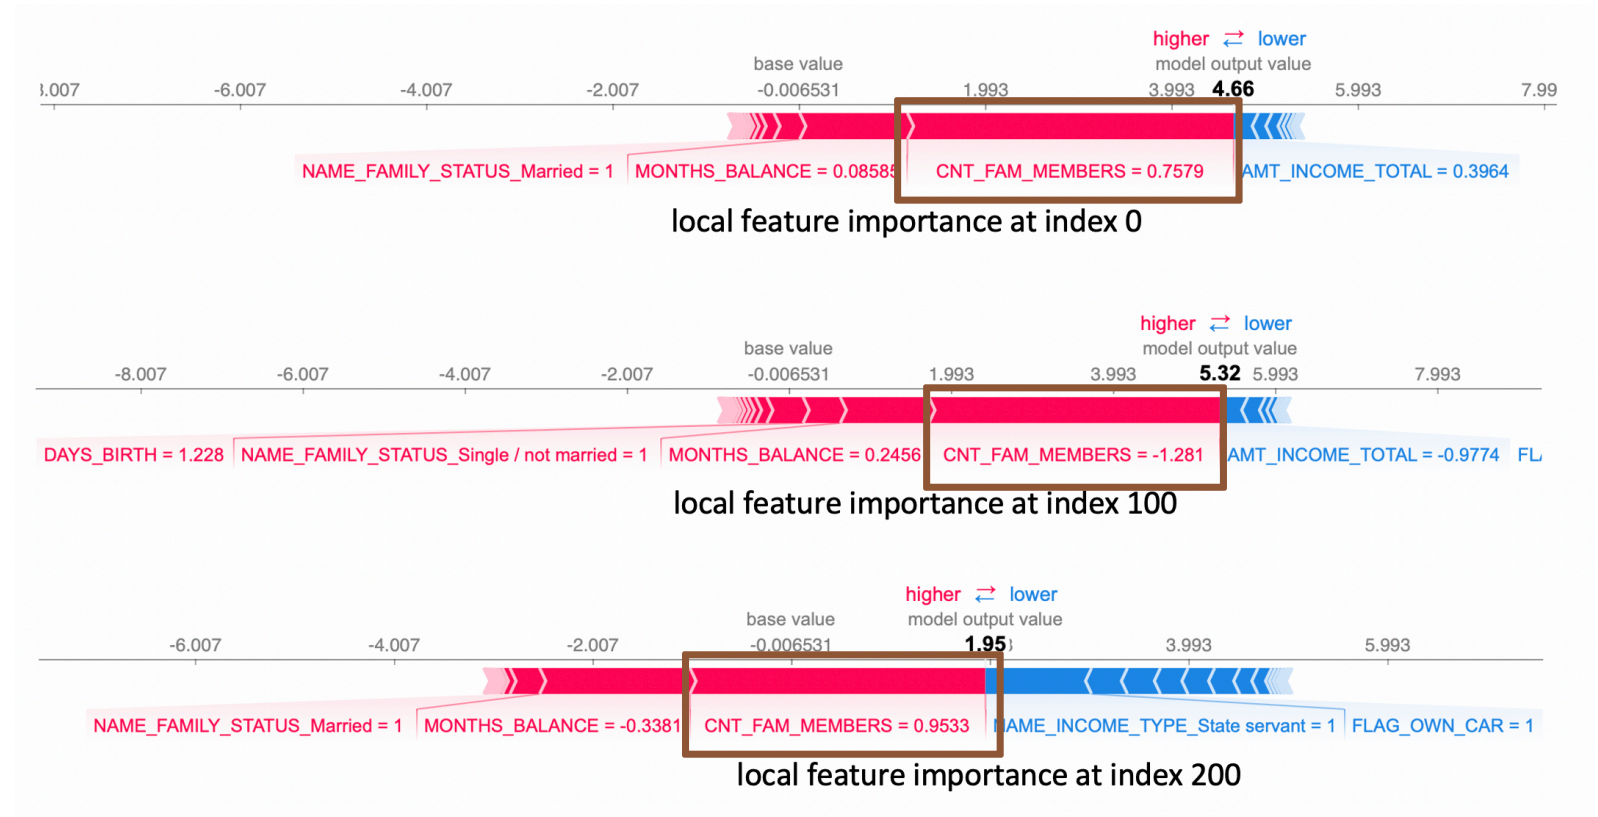 higher ⇄ lower
base value model output value
3.007 -6.007 -4.007 -2.007 -0.006531 1.993 3.993 4.66 5.993 7.99
NAME_FAMILY_STATUS_Married = 1 MONTHS_BALANCE = 0.08585 CNT_FAM_MEMBERS = 0.7579 AMT_INCOME_TOTAL = 0.3964
local feature importance at index 0
higher ⇄ lower
base value model output value
-8.007 -6.007 -4.007 -2.007 -0.006531 1.993 3.993 5.32 5.993 7.993
DAYS_BIRTH = 1.228 NAME_FAMILY_STATUS_Single / not married = 1 MONTHS_BALANCE = 0.2456 CNT_FAM_MEMBERS = -1.281 AMT_INCOME_TOTAL = -0.9774 FL
local feature importance at index 100
higher ⇄ lower
base value model output value
-6.007 -4.007 -2.007 -0.006531 1.95 3.993 5.993
NAME_FAMILY_STATUS_Married = 1 MONTHS_BALANCE = -0.3381 CNT_FAM_MEMBERS = 0.9533 NAME_INCOME_TYPE_State servant = 1 FLAG_OWN_CAR = 1
local feature importance at index 200